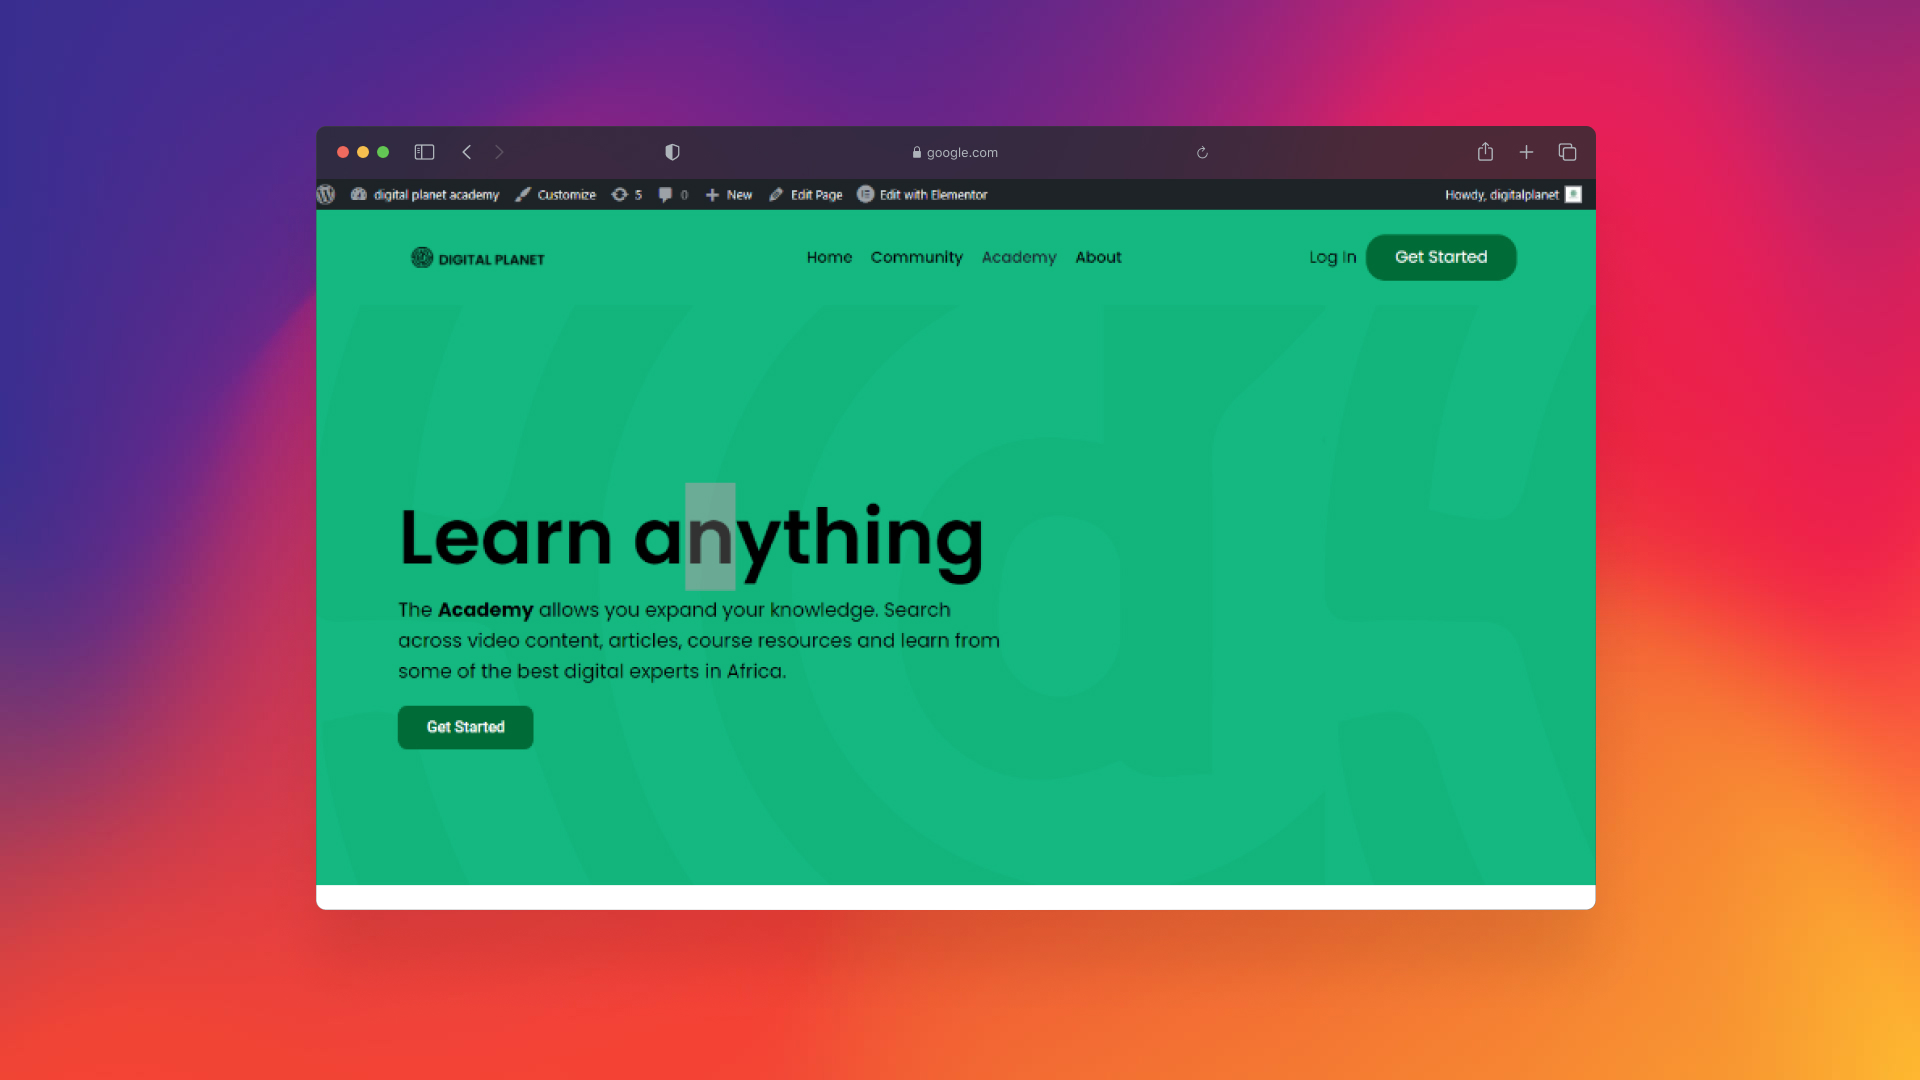 google.com
digital planet academy Customize 5 0 New Edit Page Edit with Elementor Howdy, digitalplanet
DIGITAL PLANET Home Community Academy About Log In Get Started
Learn anything
The Academy allows you expand your knowledge. Search
across video content, articles, course resources and learn from
some of the best digital experts in Africa.
Get Started